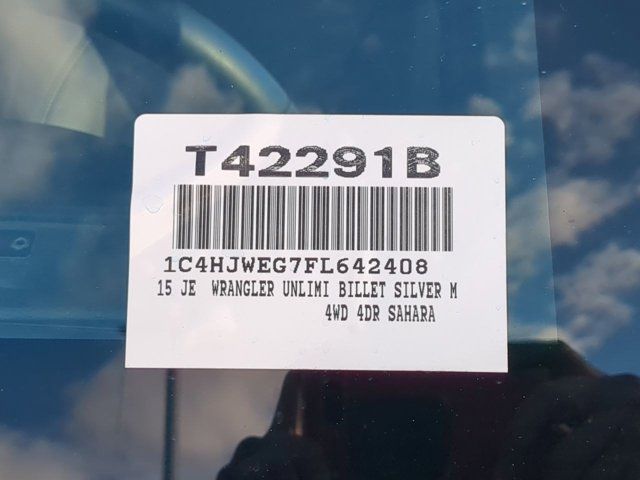 T42291B
1C4HJWEG7FL642408
15 JE WRANGLER UNLIMI BILLET SILVER M
4WD 4DR SAHARA